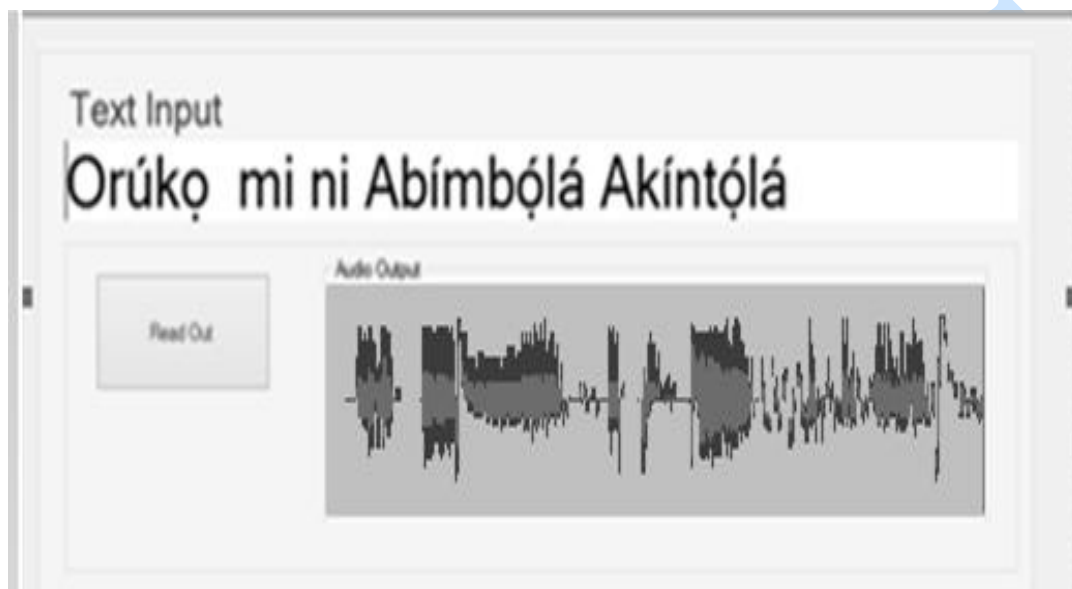 Text Input
Orúkọ mi ni Abímbọ́lá Akíntọ́lá
Audio Output
Read Out